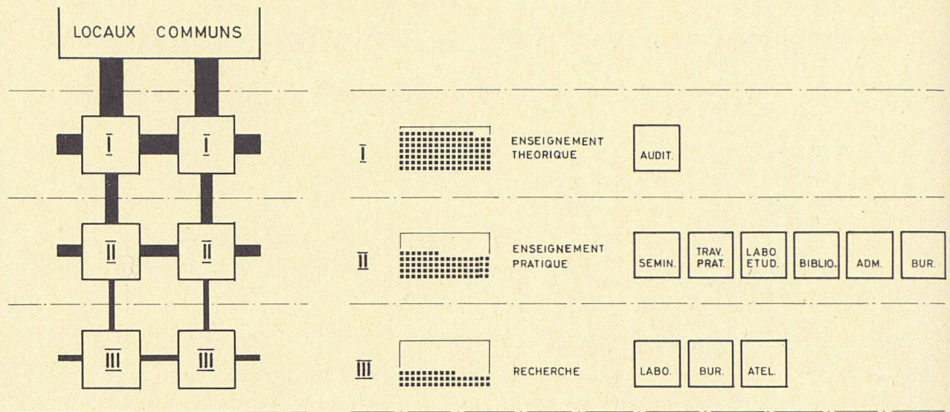 LOCAUX COMMUNS
I
I
I
ENSEIGNEMENT
THEORIQUE
AUDIT.
II
II
II
ENSEIGNEMENT
PRATIQUE
SEMIN.
TRAV.
PRAT.
LABO
ETUD.
BIBLIO.
ADM.
BUR.
III
III
III
RECHERCHE
LABO.
BUR.
ATEL.